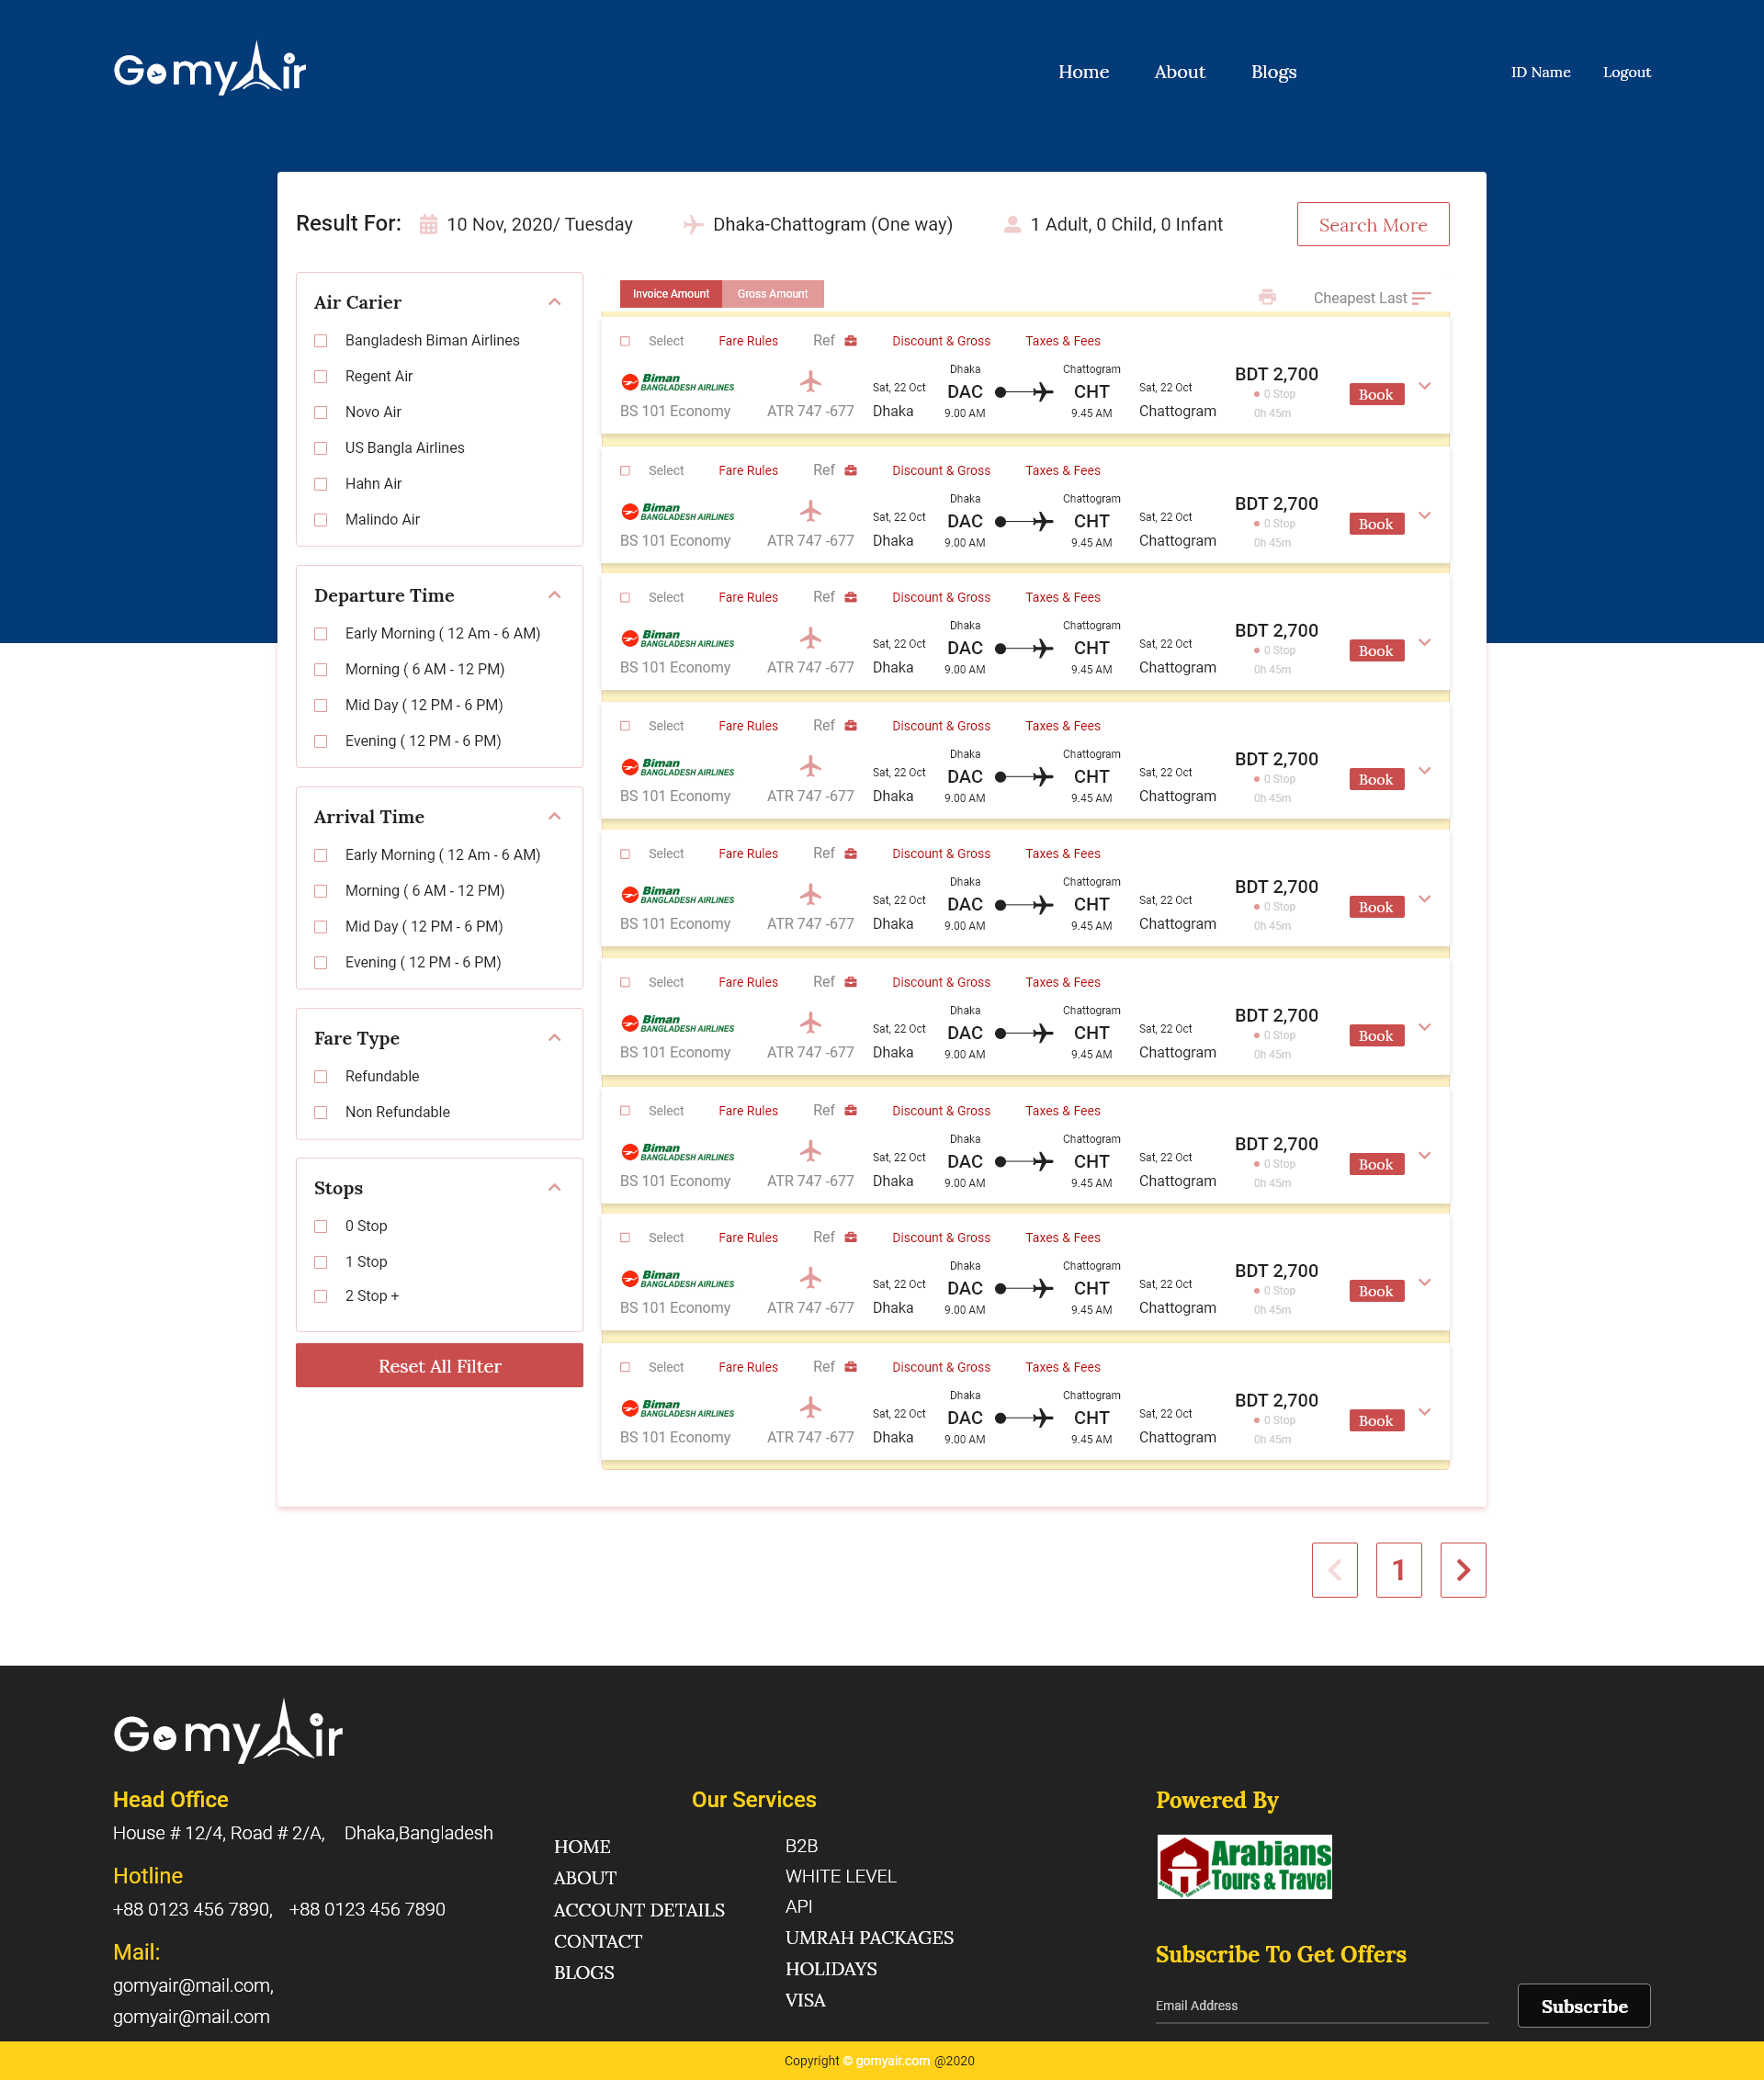 GomyAir
Home About Blogs
ID Name Logout
Result For: 10 Nov, 2020/ Tuesday Dhaka-Chattogram (One way) 1 Adult, 0 Child, 0 Infant Search More
Air Carier
Bangladesh Biman Airlines
Regent Air
Novo Air
US Bangla Airlines
Hahn Air
Malindo Air
Departure Time
Early Morning ( 12 Am - 6 AM)
Morning ( 6 AM - 12 PM)
Mid Day ( 12 PM - 6 PM)
Evening ( 12 PM - 6 PM)
Arrival Time
Early Morning ( 12 Am - 6 AM)
Morning ( 6 AM - 12 PM)
Mid Day ( 12 PM - 6 PM)
Evening ( 12 PM - 6 PM)
Fare Type
Refundable
Non Refundable
Stops
0 Stop
1 Stop
2 Stop +
Reset All Filter
Invoice Amount Gross Amount Cheapest Last
Select Fare Rules Ref Discount & Gross Taxes & Fees
Dhaka Chattogram
Biman BANGLADESH AIRLINES Sat, 22 Oct DAC CHT Sat, 22 Oct BDT 2,700 0 Stop Book
BS 101 Economy ATR 747 -677 Dhaka 9.00 AM 9.45 AM Chattogram 0h 45m
Select Fare Rules Ref Discount & Gross Taxes & Fees
Dhaka Chattogram
Biman BANGLADESH AIRLINES Sat, 22 Oct DAC CHT Sat, 22 Oct BDT 2,700 0 Stop Book
BS 101 Economy ATR 747 -677 Dhaka 9.00 AM 9.45 AM Chattogram 0h 45m
Select Fare Rules Ref Discount & Gross Taxes & Fees
Dhaka Chattogram
Biman BANGLADESH AIRLINES Sat, 22 Oct DAC CHT Sat, 22 Oct BDT 2,700 0 Stop Book
BS 101 Economy ATR 747 -677 Dhaka 9.00 AM 9.45 AM Chattogram 0h 45m
Select Fare Rules Ref Discount & Gross Taxes & Fees
Dhaka Chattogram
Biman BANGLADESH AIRLINES Sat, 22 Oct DAC CHT Sat, 22 Oct BDT 2,700 0 Stop Book
BS 101 Economy ATR 747 -677 Dhaka 9.00 AM 9.45 AM Chattogram 0h 45m
Select Fare Rules Ref Discount & Gross Taxes & Fees
Dhaka Chattogram
Biman BANGLADESH AIRLINES Sat, 22 Oct DAC CHT Sat, 22 Oct BDT 2,700 0 Stop Book
BS 101 Economy ATR 747 -677 Dhaka 9.00 AM 9.45 AM Chattogram 0h 45m
Select Fare Rules Ref Discount & Gross Taxes & Fees
Dhaka Chattogram
Biman BANGLADESH AIRLINES Sat, 22 Oct DAC CHT Sat, 22 Oct BDT 2,700 0 Stop Book
BS 101 Economy ATR 747 -677 Dhaka 9.00 AM 9.45 AM Chattogram 0h 45m
Select Fare Rules Ref Discount & Gross Taxes & Fees
Dhaka Chattogram
Biman BANGLADESH AIRLINES Sat, 22 Oct DAC CHT Sat, 22 Oct BDT 2,700 0 Stop Book
BS 101 Economy ATR 747 -677 Dhaka 9.00 AM 9.45 AM Chattogram 0h 45m
Select Fare Rules Ref Discount & Gross Taxes & Fees
Dhaka Chattogram
Biman BANGLADESH AIRLINES Sat, 22 Oct DAC CHT Sat, 22 Oct BDT 2,700 0 Stop Book
BS 101 Economy ATR 747 -677 Dhaka 9.00 AM 9.45 AM Chattogram 0h 45m
Select Fare Rules Ref Discount & Gross Taxes & Fees
Dhaka Chattogram
Biman BANGLADESH AIRLINES Sat, 22 Oct DAC CHT Sat, 22 Oct BDT 2,700 0 Stop Book
BS 101 Economy ATR 747 -677 Dhaka 9.00 AM 9.45 AM Chattogram 0h 45m
1
GomyAir
Head Office
House # 12/4, Road # 2/A, Dhaka,Bangladesh
Hotline
+88 0123 456 7890, +88 0123 456 7890
Mail:
gomyair@mail.com,
gomyair@mail.com
Our Services
HOME
ABOUT
ACCOUNT DETAILS
CONTACT
BLOGS
B2B
WHITE LEVEL
API
UMRAH PACKAGES
HOLIDAYS
VISA
Powered By
Arabians
Tours & Travel
Subscribe To Get Offers
Email Address Subscribe
Copyright © gomyair.com @2020